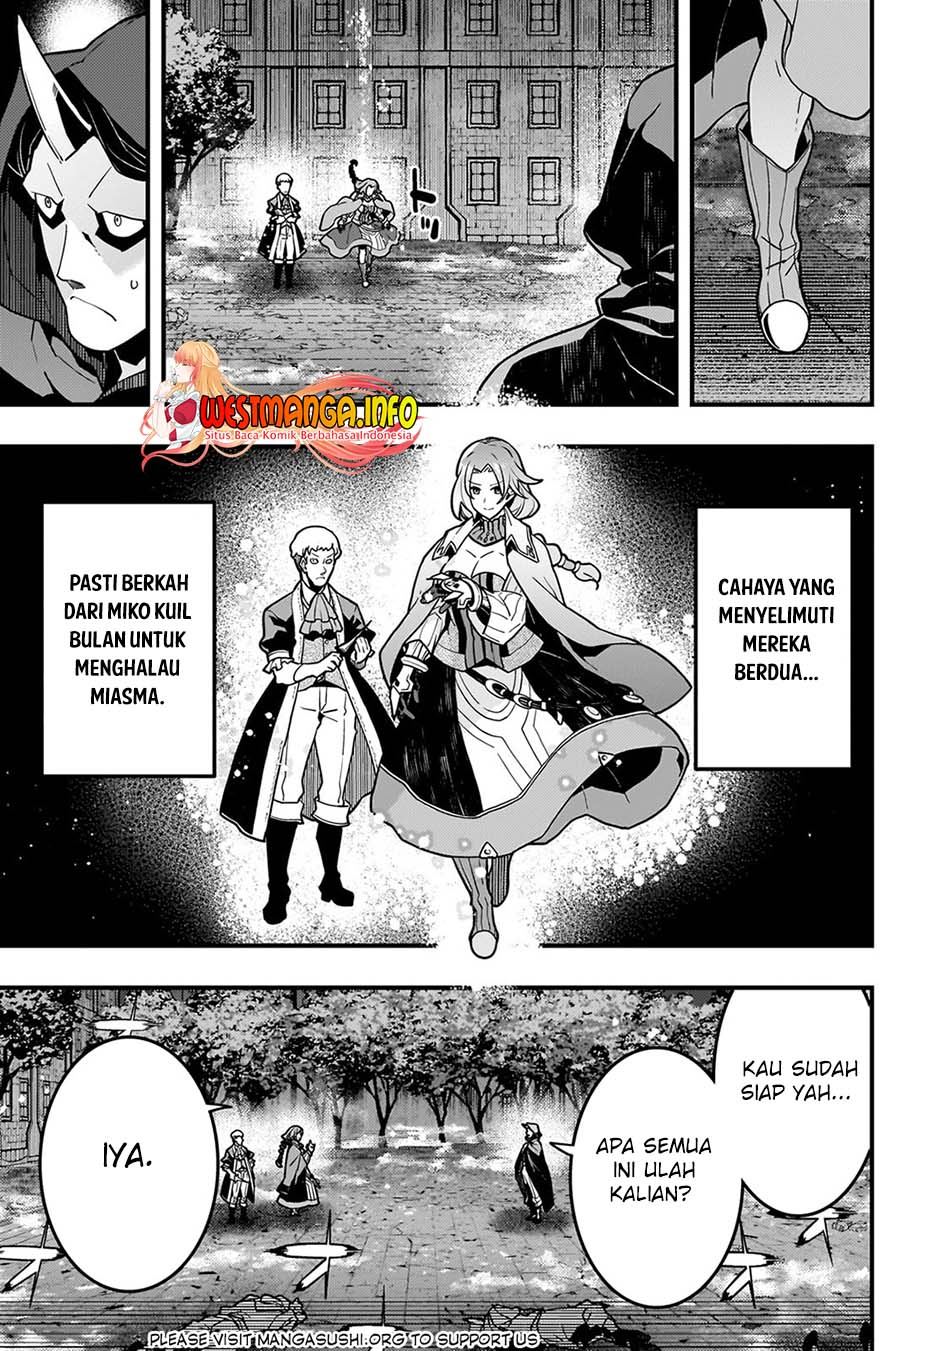 ドッ
WESTMANGA.INFO
Situs Baca Komik Berbahasa Indonesia
CAHAYA YANG
MENYELIMUTI
MEREKA
BERDUA...
PASTI BERKAH
DARI MIKO KUIL
BULAN UNTUK
MENGHALAU
MIASMA.
KAU SUDAH
SIAP YAH...
APA SEMUA
INI ULAH
KALIAN?
IYA.
PLEASE VISIT MANGASUSHI.ORG TO SUPPORT US